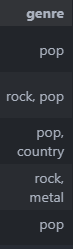 genre
pop
rock, pop
pop,
country
rock,
metal
pop